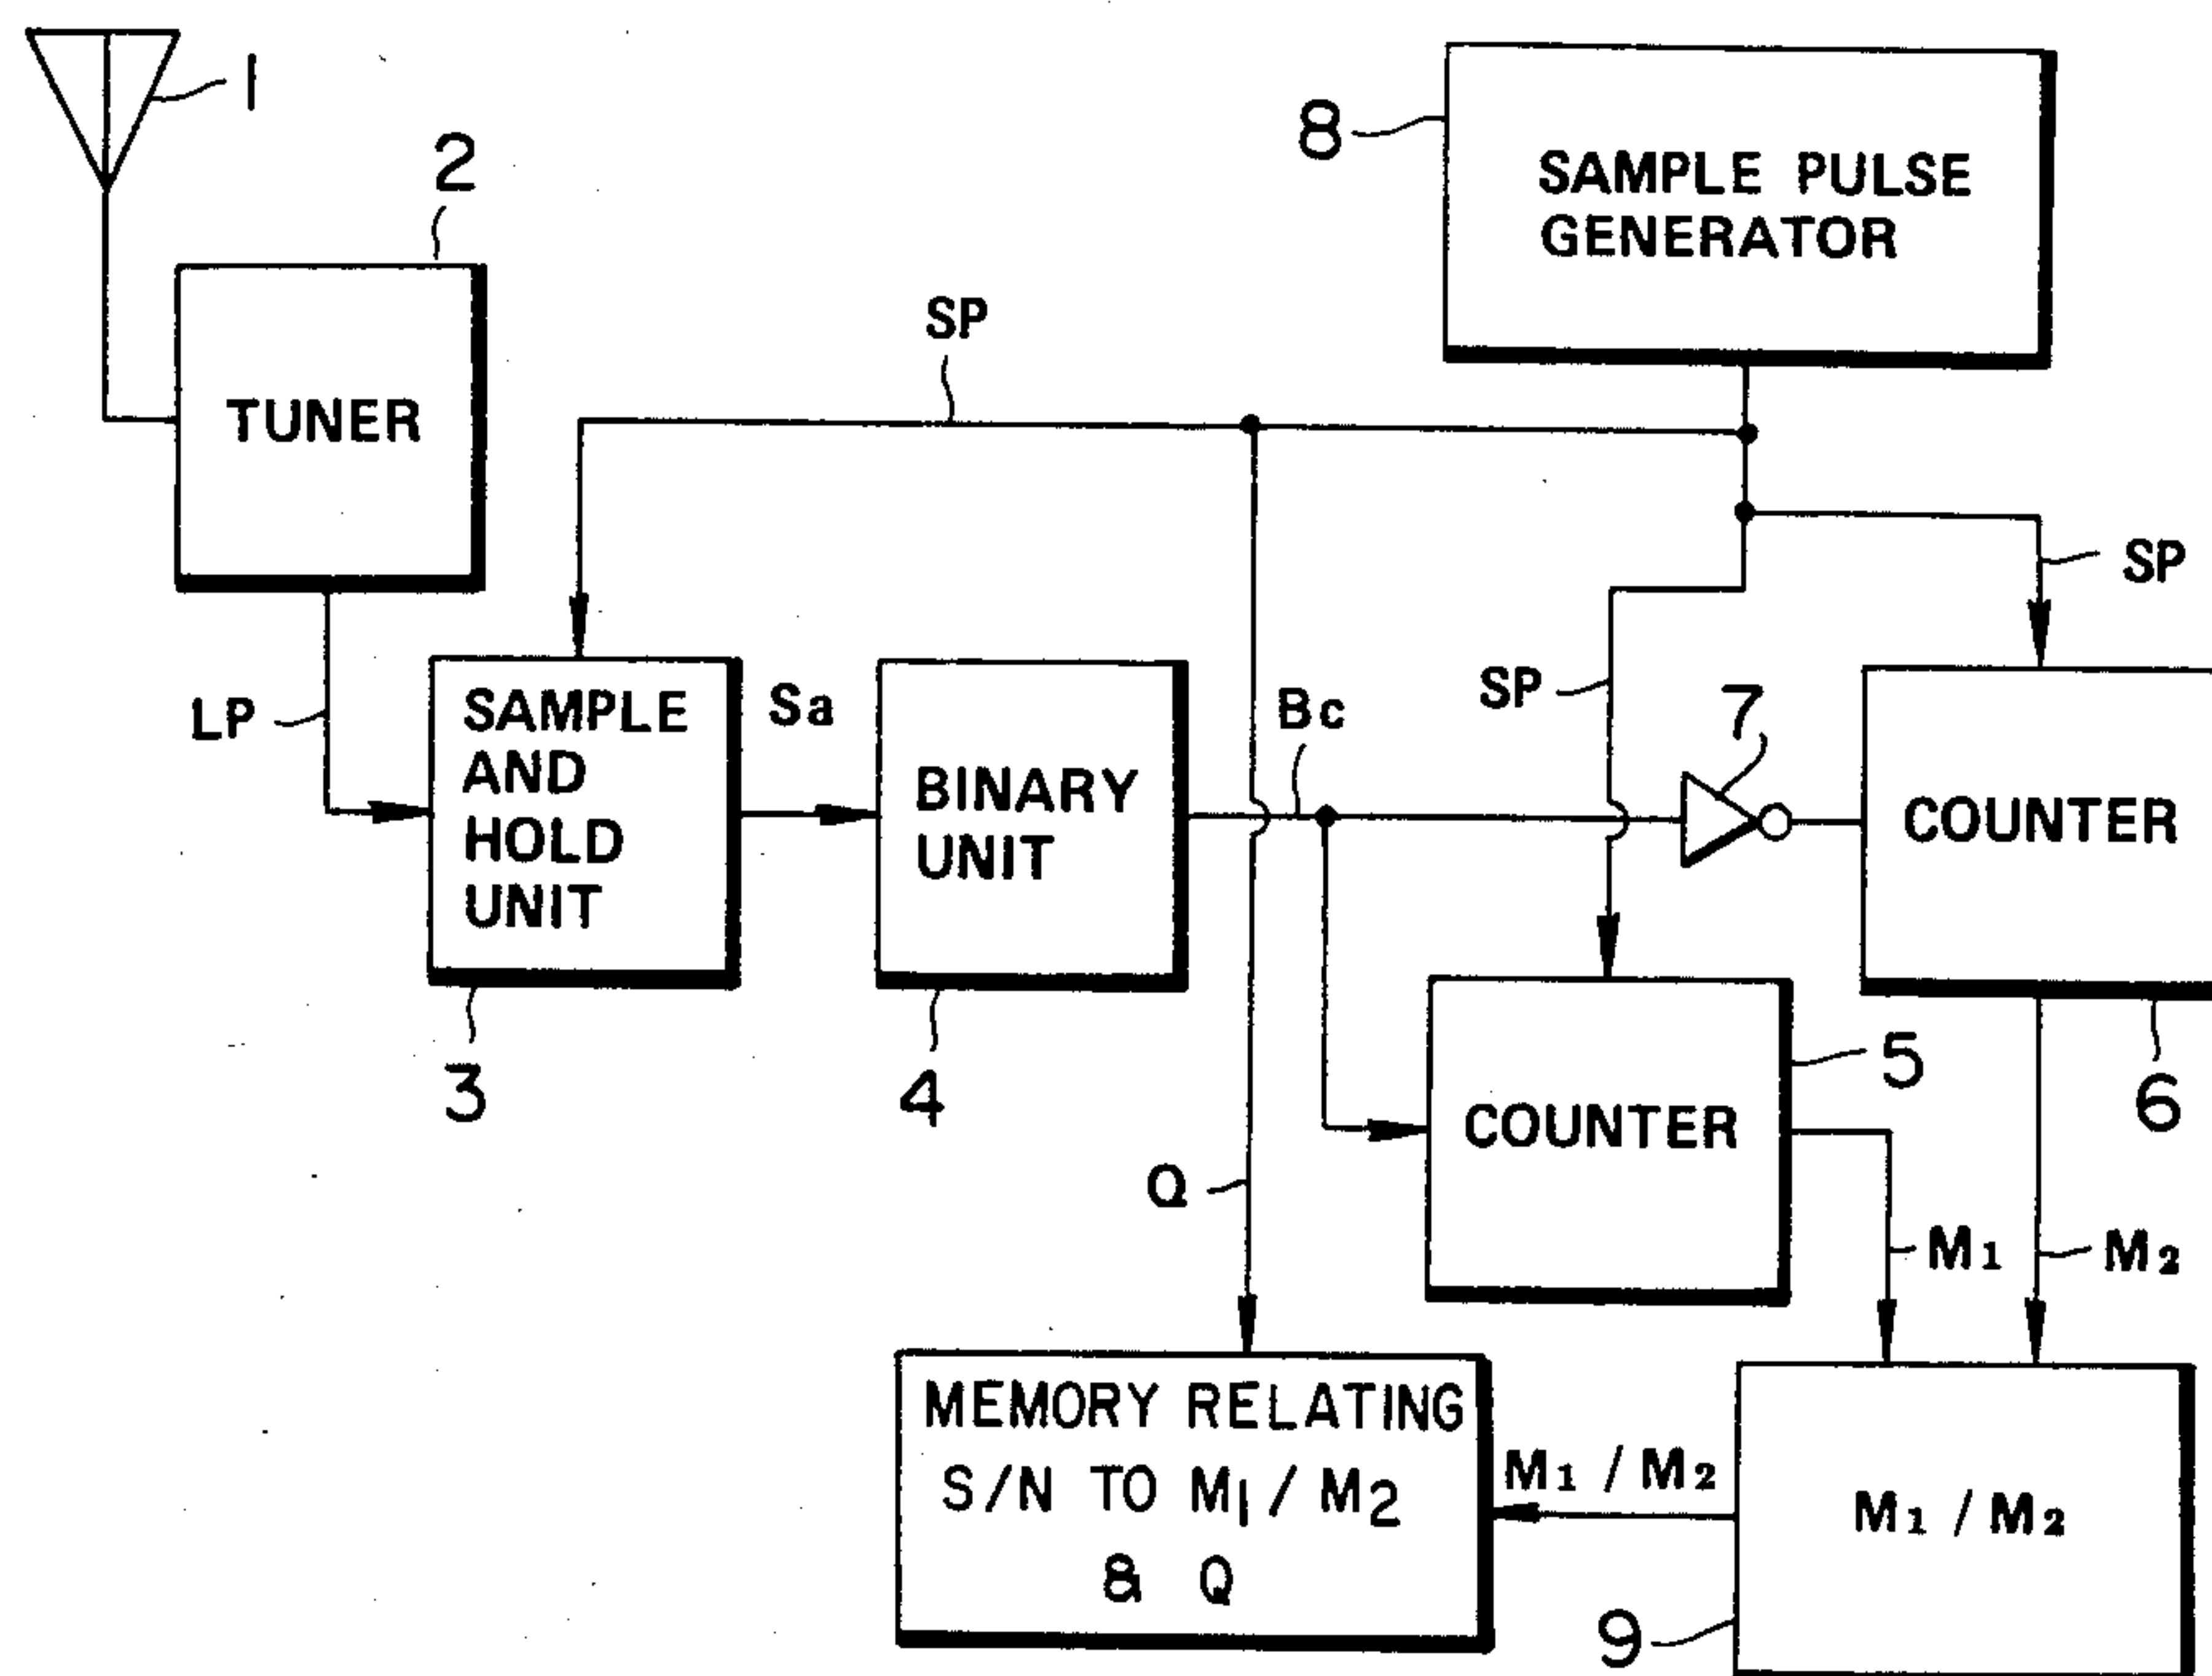 1
2
8
SAMPLE PULSE
GENERATOR
SP
TUNER
SP
LP
SAMPLE
AND
HOLD
UNIT
Sa
BINARY
UNIT
Bc
SP
7
COUNTER
3
4
COUNTER
5
6
Q
M1
M2
MEMORY RELATING
S/N TO M1/M2
& Q
M1/M2
M1/M2
9